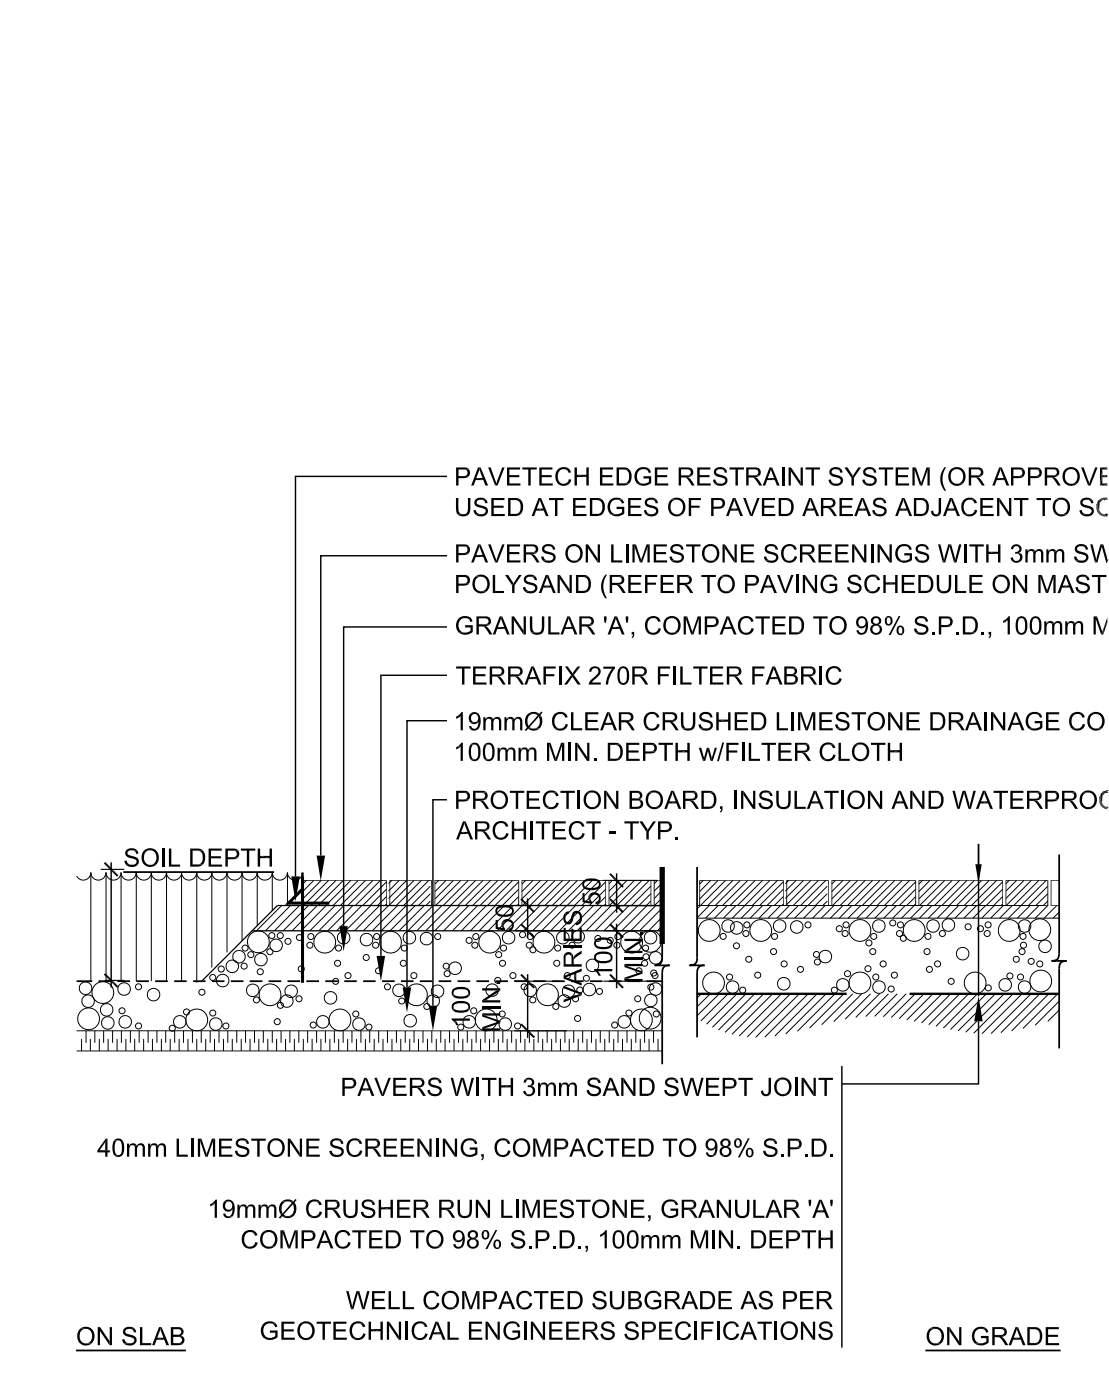 PAVETECH EDGE RESTRAINT SYSTEM (OR APPROVE
USED AT EDGES OF PAVED AREAS ADJACENT TO
PAVERS ON LIMESTONE SCREENINGS WITH 3mm SW
POLYSAND (REFER TO PAVING SCHEDULE ON MAST
GRANULAR 'A', COMPACTED TO 98% S.P.D., 100mm
TERRAFIX 270R FILTER FABRIC
19mmØ CLEAR CRUSHED LIMESTONE DRAINAGE CO
100mm MIN. DEPTH w/FILTER CLOTH
PROTECTION BOARD, INSULATION AND WATERPRO
ARCHITECT - TYP.
SOIL DEPTH
50
50
VARIES
100
MIN.
100
MIN.
PAVERS WITH 3mm SAND SWEPT JOINT
40mm LIMESTONE SCREENING, COMPACTED TO 98% S.P.D.
19mmØ CRUSHER RUN LIMESTONE, GRANULAR 'A'
COMPACTED TO 98% S.P.D., 100mm MIN. DEPTH
WELL COMPACTED SUBGRADE AS PER
GEOTECHNICAL ENGINEERS SPECIFICATIONS
ON SLAB
ON GRADE